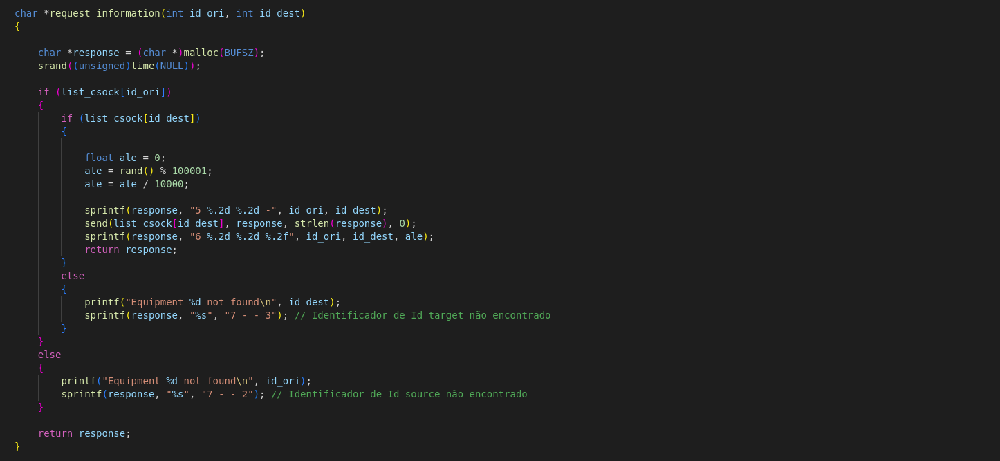 char *request_information(int id_ori, int id_dest)
{
char *response = (char *)malloc(BUFSZ);
srand((unsigned)time(NULL));
if (list_csock[id_ori])
{
if (list_csock[id_dest])
{
float ale = 0;
ale = rand() % 100001;
ale = ale / 10000;
sprintf(response, "5 %.2d %.2d -", id_ori, id_dest);
send(list_csock[id_dest], response, strlen(response), 0);
sprintf(response, "6 %.2d %.2d %.2f", id_ori, id_dest, ale);
return response;
}
else
{
printf("Equipment %d not found\n", id_dest);
sprintf(response, "%s", "7 - - 3"); // Identificador de Id target não encontrado
}
}
else
{
printf("Equipment %d not found\n", id_ori);
sprintf(response, "%s", "7 - - 2"); // Identificador de Id source não encontrado
}
return response;
}